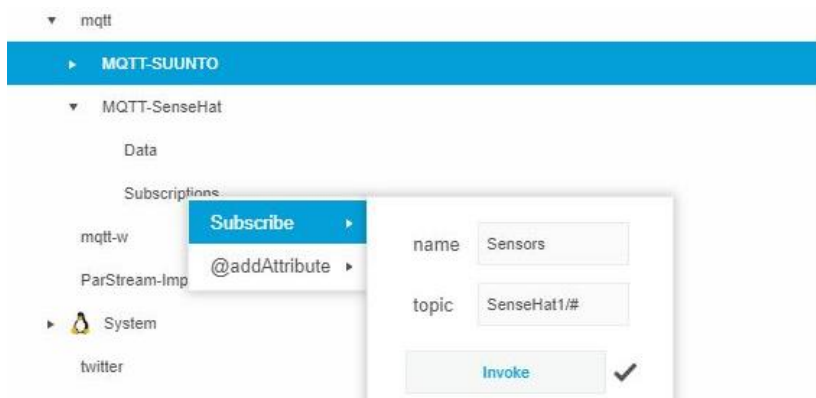 mqtt
MQTT-SUUNTO
MQTT-SenseHat
Data
Subscriptions
Subscribe
@addAttribute
name Sensors
topic SenseHat1/#
Invoke
mqtt-w
ParStream-Imp
System
twitter